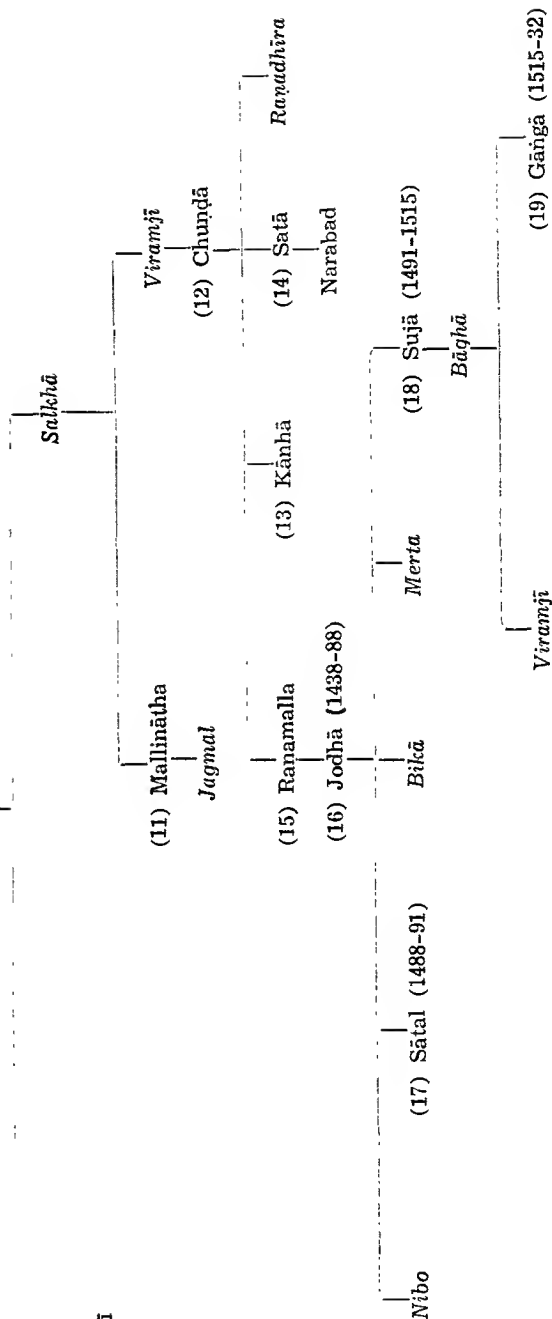 Salkhā
ī
(11) Mallinātha Viramjī
Jagmal (12) Chuṇḍā
(15) Ranamalla (13) Kānhā (14) Satā Raṇadhīra
(16) Jodhā (1438-88) Narabad
Nibo (17) Sātal (1488-91) Bikā Merta (18) Sujā (1491-1515)
Bāghā
Viramjī (19) Gāṅgā (1515-32)